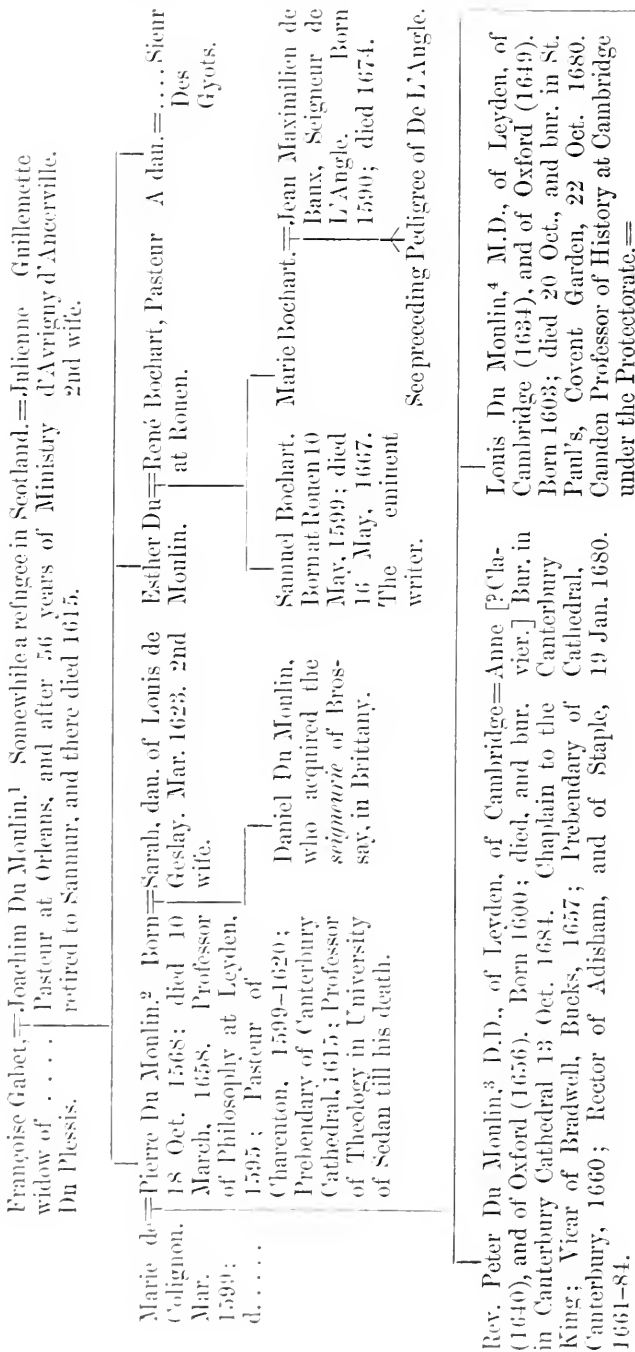 Françoise Gabet,=Joachim Du Moulin.¹ Somewhile a refugee in Scotland.=Julienne Guillemette
widow of ..... Pasteur at Orleans, and after 56 years of Ministry d'Avrigny d'Ancerville.
Du Plessis. retired to Saumur, and there died 1615. 2nd wife.
Marie de=Pierre Du Moulin.² Born=Sarah, dau. of Louis de
Colignon. 18 Oct. 1568; died 10 Geslay. Mar. 1623. 2nd
Mar. March, 1658. Professor wife.
1599; of Philosophy at Leyden,
d..... 1595; Pasteur of
Charenton, 1599-1620;
Prebendary of Canterbury
Cathedral, 1615; Professor
of Theology in University
of Sedan till his death.
Daniel Du Moulin,
who acquired the
seigneurie of Bros-
say, in Brittany.
Esther Du=René Bochart, Pasteur
Moulin. at Rouen.
A dau.=.... Sieur
Des
Gyots.
Samuel Bochart.
Born at Rouen 10
May, 1599; died
16 May, 1667.
The eminent
writer.
Marie Bochart.=Jean Maximilien de
Baux, Seigneur de
L'Angle. Born
1590; died 1674.
See preceding Pedigree of De L'Angle.
Rev. Peter Du Moulin,³ D.D., of Leyden, of Cambridge=Anne [?Cla-
(1640), and of Oxford (1656). Born 1600; died, and bur. vier.] Bur. in
in Canterbury Cathedral 13 Oct. 1684. Chaplain to the Canterbury
King; Vicar of Bradwell, Bucks, 1657; Prebendary of Cathedral,
Canterbury, 1660; Rector of Adisham, and of Staple, 19 Jan. 1680.
1661-84.
Louis Du Moulin,⁴ M.D., of Leyden, of
Cambridge (1634), and of Oxford (1649).
Born 1603; died 20 Oct., and bur. in St.
Paul's, Covent Garden, 22 Oct. 1680.
Camden Professor of History at Cambridge
under the Protectorate.=